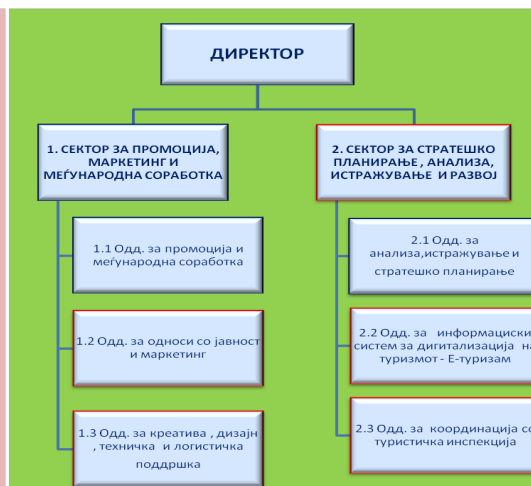 ДИРЕКТОР
1. СЕКТОР ЗА ПРОМОЦИЈА,
МАРКЕТИНГ И
МЕЃУНАРОДНА СОРАБОТКА
1.1 Одд. за промоција и
меѓународна соработка
1.2 Одд. за односи со јавност
и маркетинг
1.3 Одд. за креатива , дизајн
, техничка и логистичка
поддршка
2. СЕКТОР ЗА СТРАТЕШКО
ПЛАНИРАЊЕ , АНАЛИЗА,
ИСТРАЖУВАЊЕ И РАЗВОЈ
2.1 Одд. за
анализа,истражување и
стратешко планирање
2.2 Одд. за информациски
систем за дигитализација на
туризмот - Е-туризам
2.3 Одд. за координација со
туристичка инспекција